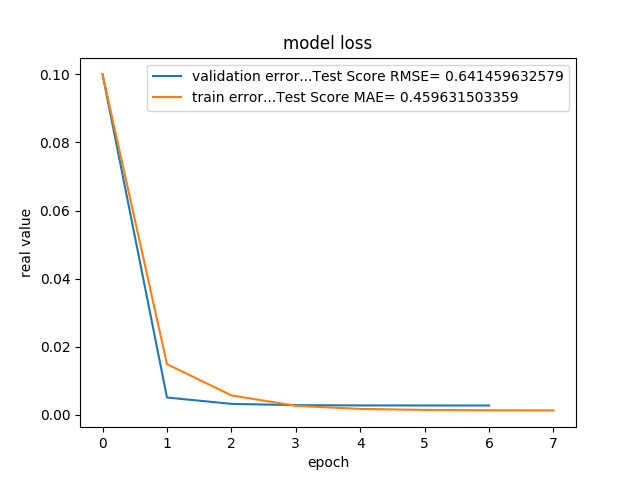 model loss
validation error...Test Score RMSE= 0.641459632579
train error...Test Score MAE= 0.459631503359
0.10
0.08
0.06
0.04
0.02
0.00
real value
0 1 2 3 4 5 6 7
epoch